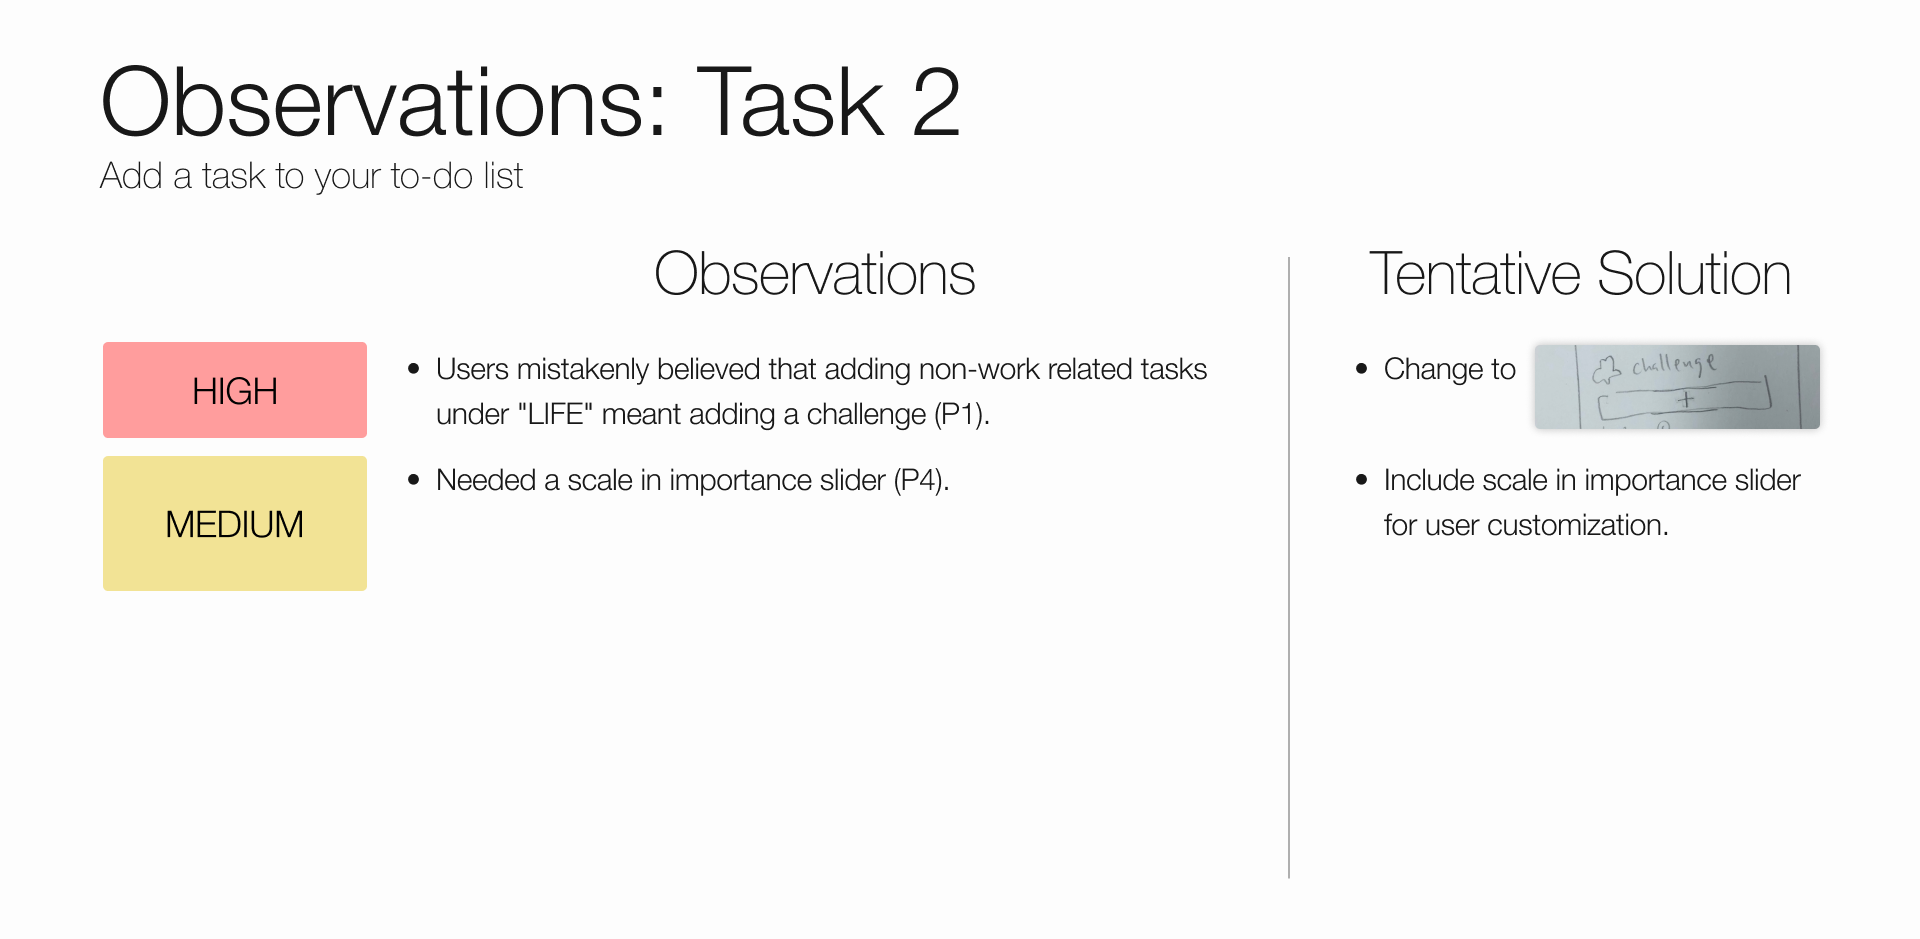 Observations: Task 2
Add a task to your to-do list
Observations
Tentative Solution
HIGH
• Users mistakenly believed that adding non-work related tasks
under "LIFE" meant adding a challenge (P1).
• Change to
challenge
+
MEDIUM
• Needed a scale in importance slider (P4).
• Include scale in importance slider
for user customization.